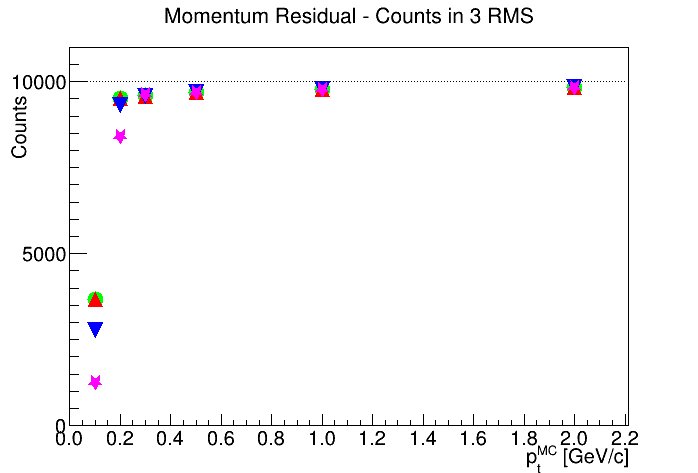 Momentum Residual - Counts in 3 RMS
Counts
10000
5000
0
0.0 0.2 0.4 0.6 0.8 1.0 1.2 1.4 1.6 1.8 2.0 2.2
p_t^MC [GeV/c]